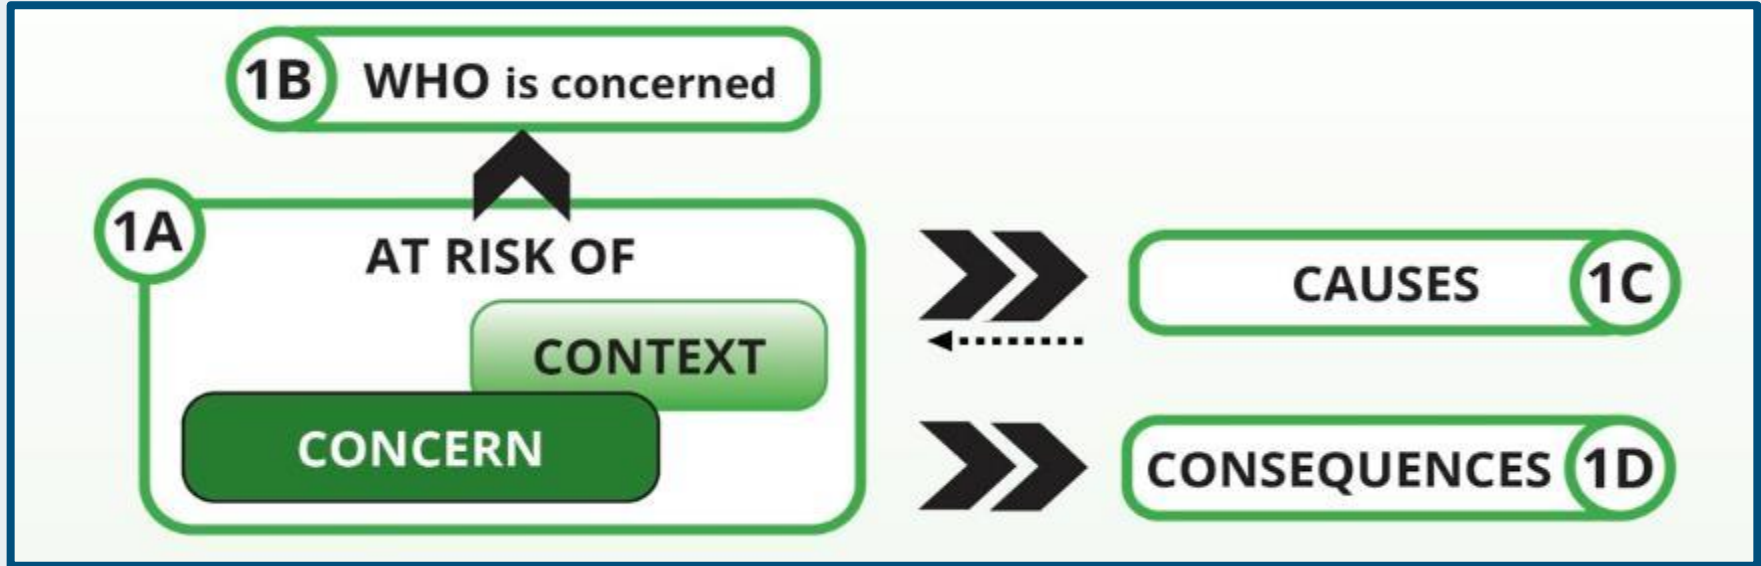 1B WHO is concerned
1A
AT RISK OF
CONTEXT
CONCERN
CAUSES 1C
CONSEQUENCES 1D